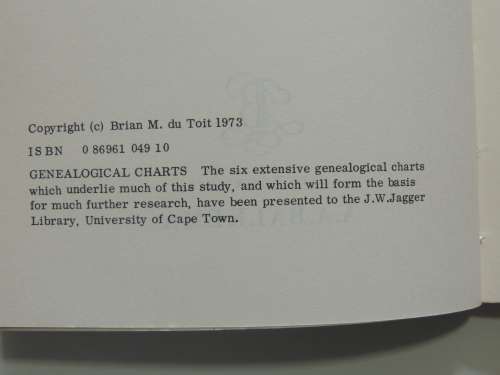 Copyright (c) Brian M. du Toit 1973
ISBN 0 86961 049 10
GENEALOGICAL CHARTS The six extensive genealogical charts
which underlie much of this study, and which will form the basis
for much further research, have been presented to the J.W.Jagger
Library, University of Cape Town.